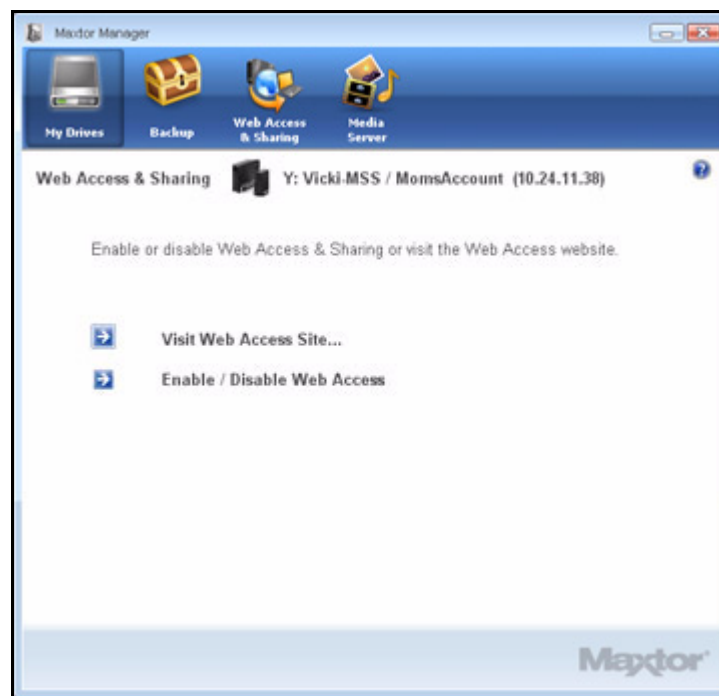 Maxtor Manager
My Drives
Backup
Web Access
& Sharing
Media
Server
Web Access & Sharing
Y: Vicki-MSS / MomsAccount (10.24.11.38)
?
Enable or disable Web Access & Sharing or visit the Web Access website.
Visit Web Access Site...
Enable / Disable Web Access
Maxtor